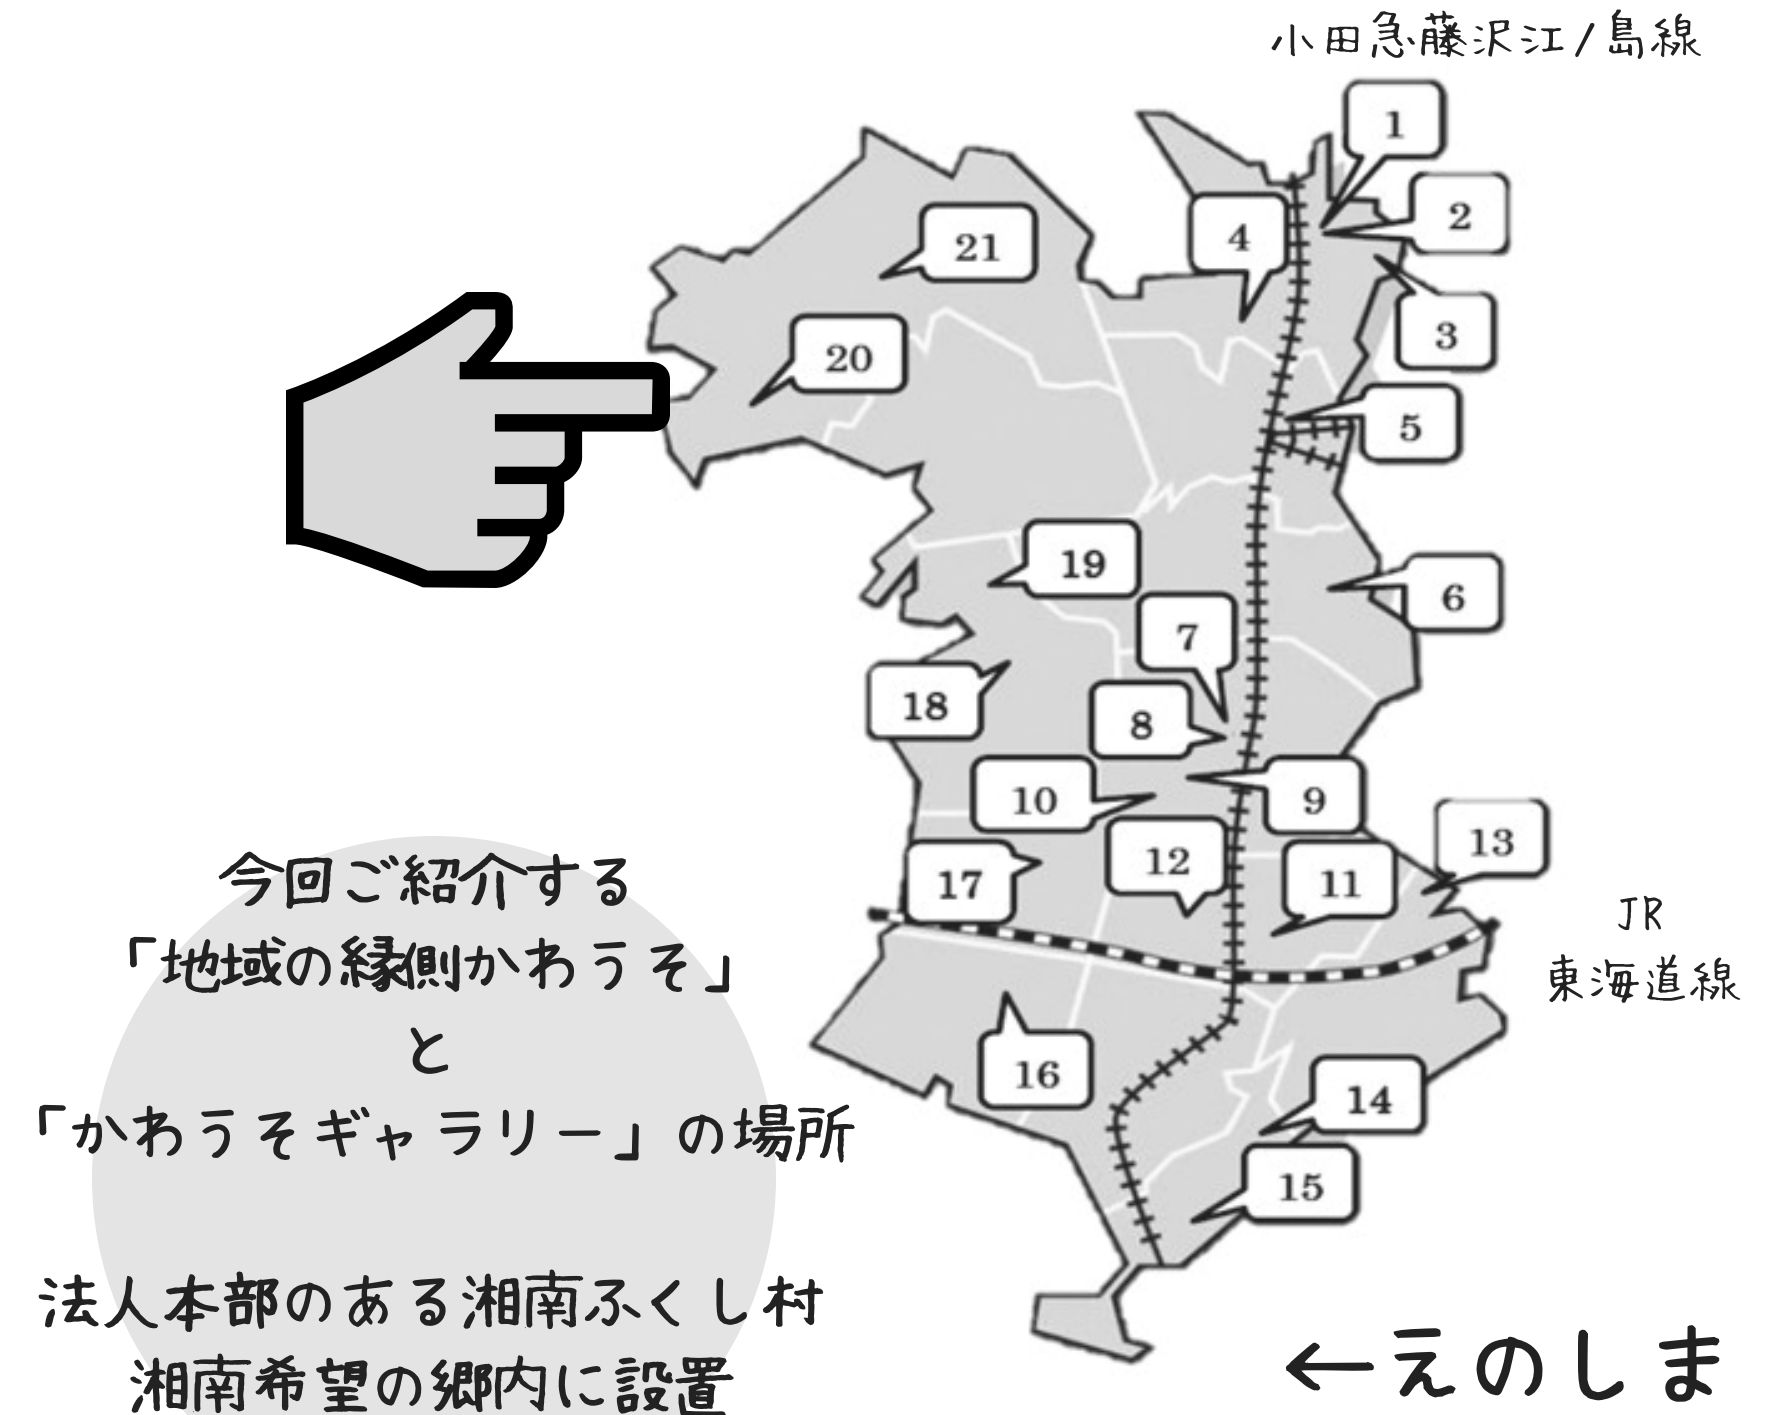 小田急藤沢江ノ島線
1
2
4
21
3
20
5
19
6
7
18
8
10
9
12
13
17
11
JR
東海道線
16
14
15
今回ご紹介する
「地域の縁側かわうそ」
と
「かわうそギャラリー」の場所
法人本部のある湘南ふくし村
湘南希望の郷内に設置
←えのしま